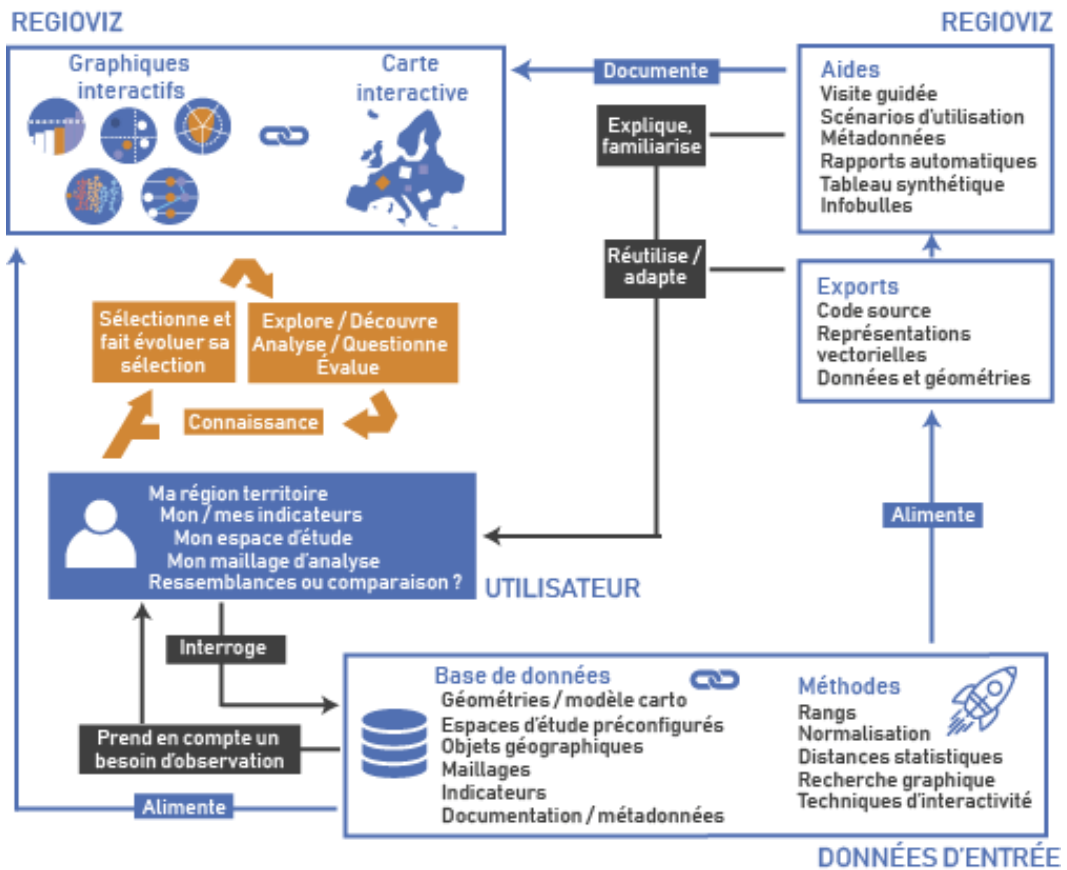 REGIOVIZ
REGIOVIZ
Graphiques
interactifs
Carte
interactive
Documente
Aides
Visite guidée
Scénarios d'utilisation
Métadonnées
Rapports automatiques
Tableau synthétique
Infobulles
Explique,
familiarise
Réutilise /
adapte
Exports
Code source
Représentations
vectorielles
Données et géométries
Sélectionne et
fait évoluer sa
sélection
Explore / Découvre
Analyse / Questionne
Évalue
Connaissance
Ma région territoire
Mon / mes indicateurs
Mon espace d'étude
Mon maillage d'analyse
Ressemblances ou comparaison ?
UTILISATEUR
Alimente
Interroge
Prend en compte un
besoin d'observation
Alimente
Base de données
Géométries / modèle carto
Espaces d'étude préconfigurés
Objets géographiques
Maillages
Indicateurs
Documentation / métadonnées
Méthodes
Rangs
Normalisation
Distances statistiques
Recherche graphique
Techniques d'interactivité
DONNÉES D'ENTRÉE